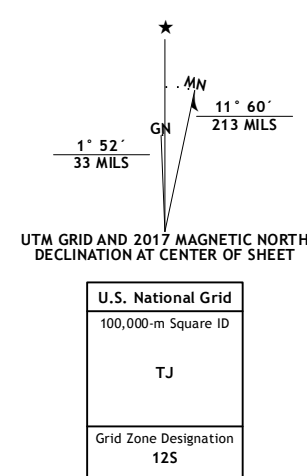 MN
GN
11° 60´
213 MILS
1° 52´
33 MILS
UTM GRID AND 2017 MAGNETIC NORTH
DECLINATION AT CENTER OF SHEET
U.S. National Grid
100,000-m Square ID
TJ
Grid Zone Designation
12S